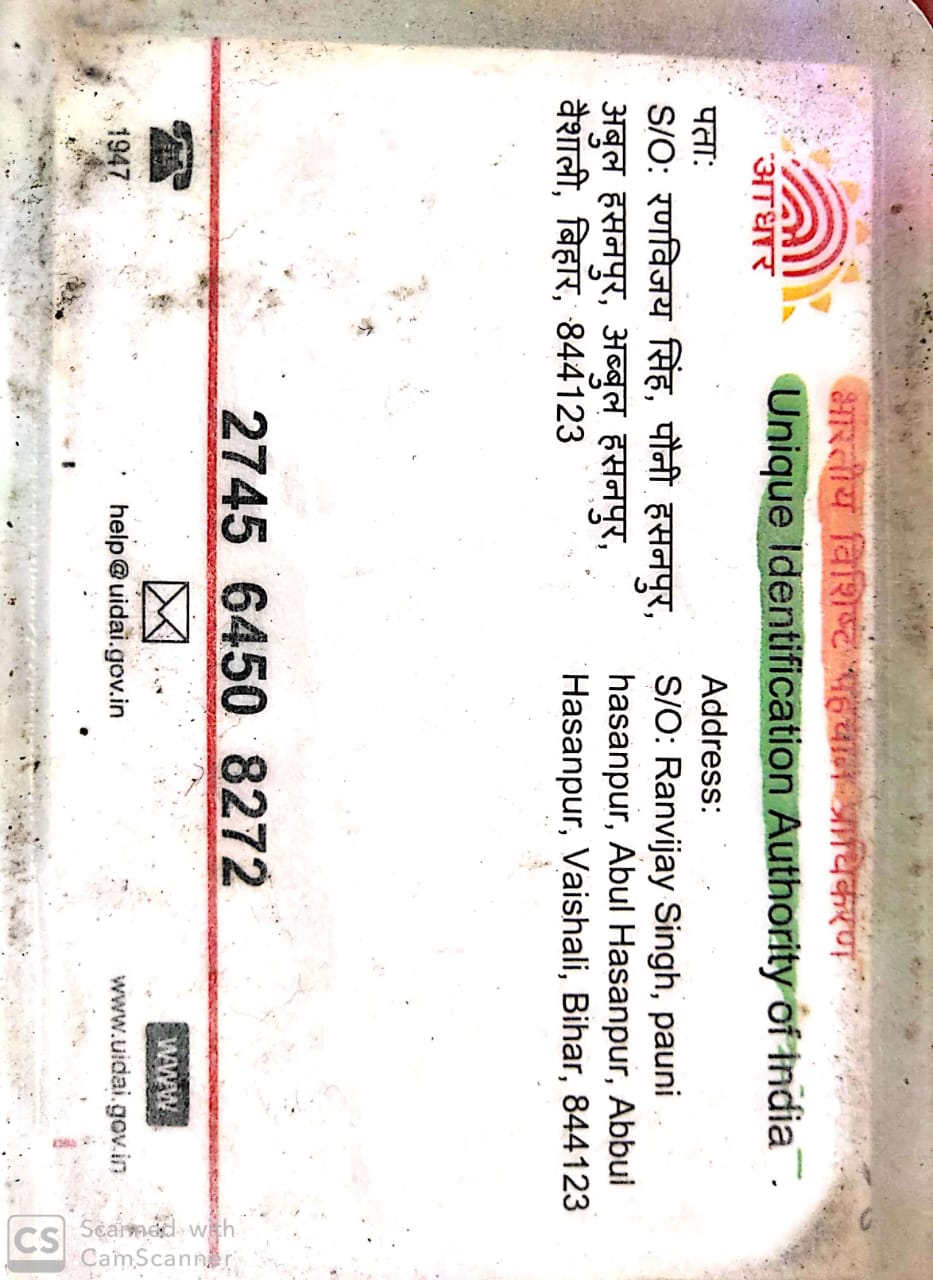 भारतीय विशिष्ट पहचान प्राधिकरण
Unique Identification Authority of India
आधार
पता:
S/O: रणविजय सिंह, पौनी हसनपुर,
अबुल हसनपुर, अब्बुल हसनपुर,
वैशाली, बिहार, 844123
Address:
S/O: Ranvijay Singh, pauni
hasanpur, Abul Hasanpur, Abbul
Hasanpur, Vaishali, Bihar, 844123
2745 6450 8272
1947
help@uidai.gov.in
www
www.uidai.gov.in
CS
Scanned with
CamScanner